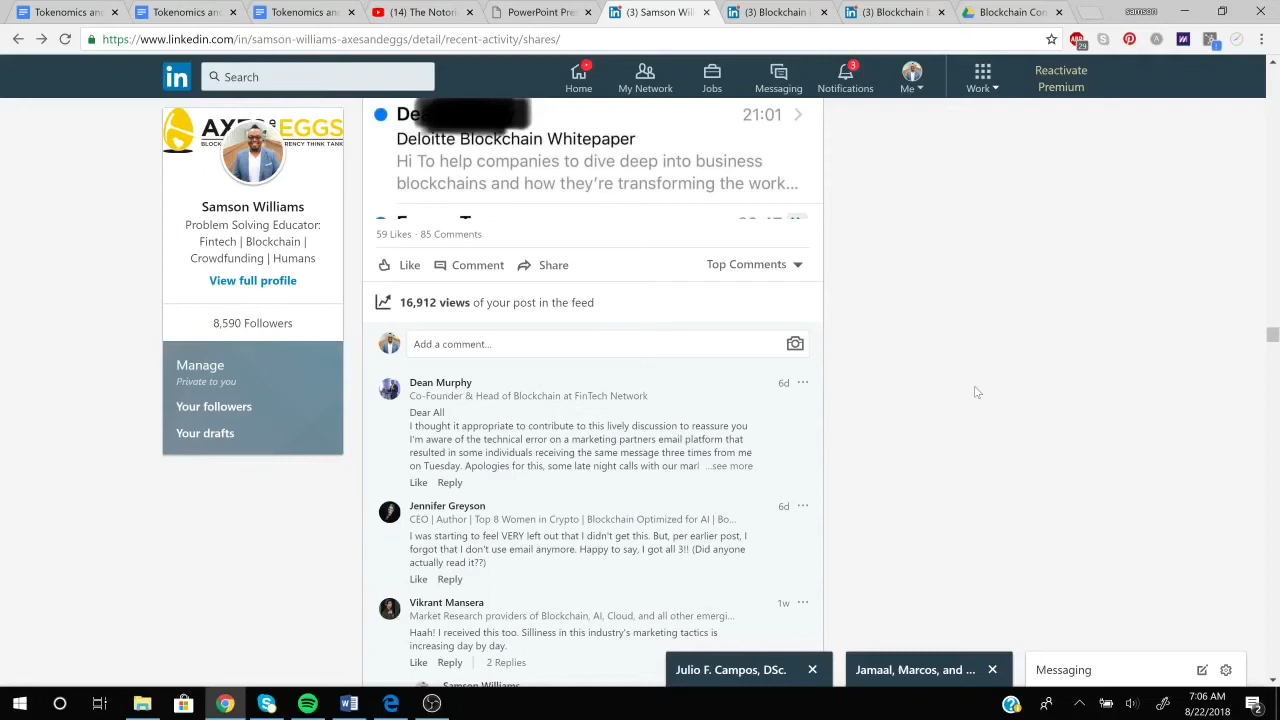 Tokenomics and
Tokenomics and
Tokenomics and
(14) The Notori
PowerPoint Pre
(3) Samson Will
(3) Blockchain
(3) Blockchain E
Blockchain Con
samson
https://www.linkedin.com/in/samson-williams-axesandeggs/detail/recent-activity/shares/
29
in
Search
Home
My Network
Jobs
Messaging
3
Notifications
Me
Work
Reactivate
Premium
AXES & EGGS
Samson Williams
Problem Solving Educator:
Fintech | Blockchain |
Crowdfunding | Humans
View full profile
8,590 Followers
Manage
Private to you
Your followers
Your drafts
21:01
Deloitte Blockchain Whitepaper
Hi To help companies to dive deep into business
blockchains and how they're transforming the work...
59 Likes · 85 Comments
Like
Comment
Share
Top Comments
16,912 views of your post in the feed
Add a comment...
Dean Murphy
6d
Co-Founder & Head of Blockchain at FinTech Network
Dear All
I thought it appropriate to contribute to this lively discussion to reassure you
I'm aware of the technical error on a marketing partners email platform that
resulted in some individuals receiving the same message three times from me
on Tuesday. Apologies for this, some late night calls with our marl ...see more
Like Reply
Jennifer Greyson
6d
CEO | Author | Top 8 Women in Crypto | Blockchain Optimized for AI | Bo...
I was starting to feel VERY left out that I didn't get this. But, per earlier post, I
forgot that I don't use email anymore. Happy to say, I got all 3!! (Did anyone
actually read it??)
Like Reply
Vikrant Mansera
1w
Market Research providers of Blockchain, AI, Cloud, and all other emergi...
Haah! I received this too. Silliness in this industry's marketing tactics is
increasing day by day.
Like Reply | 2 Replies
Samson Williams
Julio F. Campos, DSc.
Jamaal, Marcos, and ...
Messaging
7:06 AM
8/22/2018
2